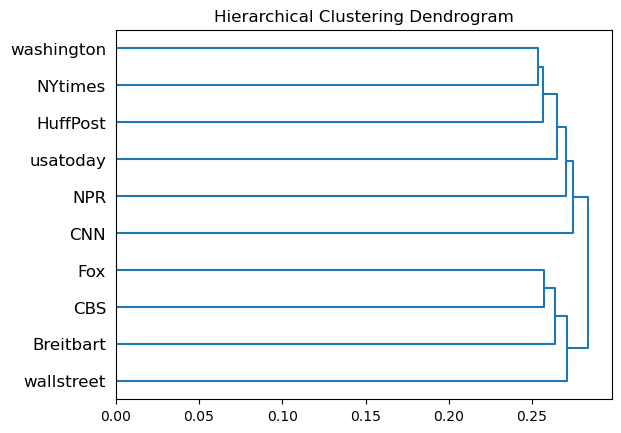 Hierarchical Clustering Dendrogram
washington
NYtimes
HuffPost
usatoday
NPR
CNN
Fox
CBS
Breitbart
wallstreet
0.00 0.05 0.10 0.15 0.20 0.25